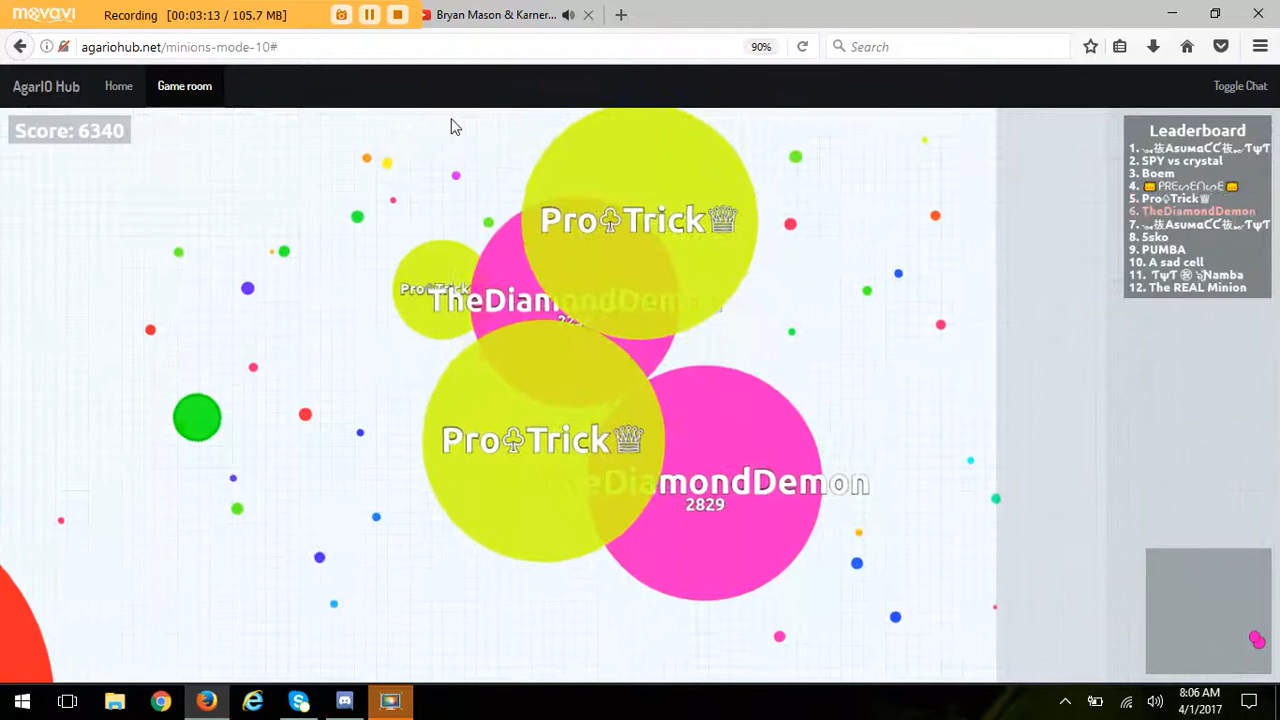 movavi
Recording [00:03:13 / 105.7 MB]
Bryan Mason & Karner...
agariohub.net/minions-mode-10#
90%
Search
AgarIO Hub
Home
Game room
Toggle Chat
Score: 6340
Leaderboard
2. SPY vs crystal
3. Boem
5. Pro♧Trick♕
6. TheDiamondDemon
8. 5sko
9. PUMBA
10. A sad cell
12. The REAL Minion
Pro♧Trick♕
Pro♧Trick
TheDiamondDemon
Pro♧Trick♕
TheDiamondDemon
2829
8:06 AM
4/1/2017